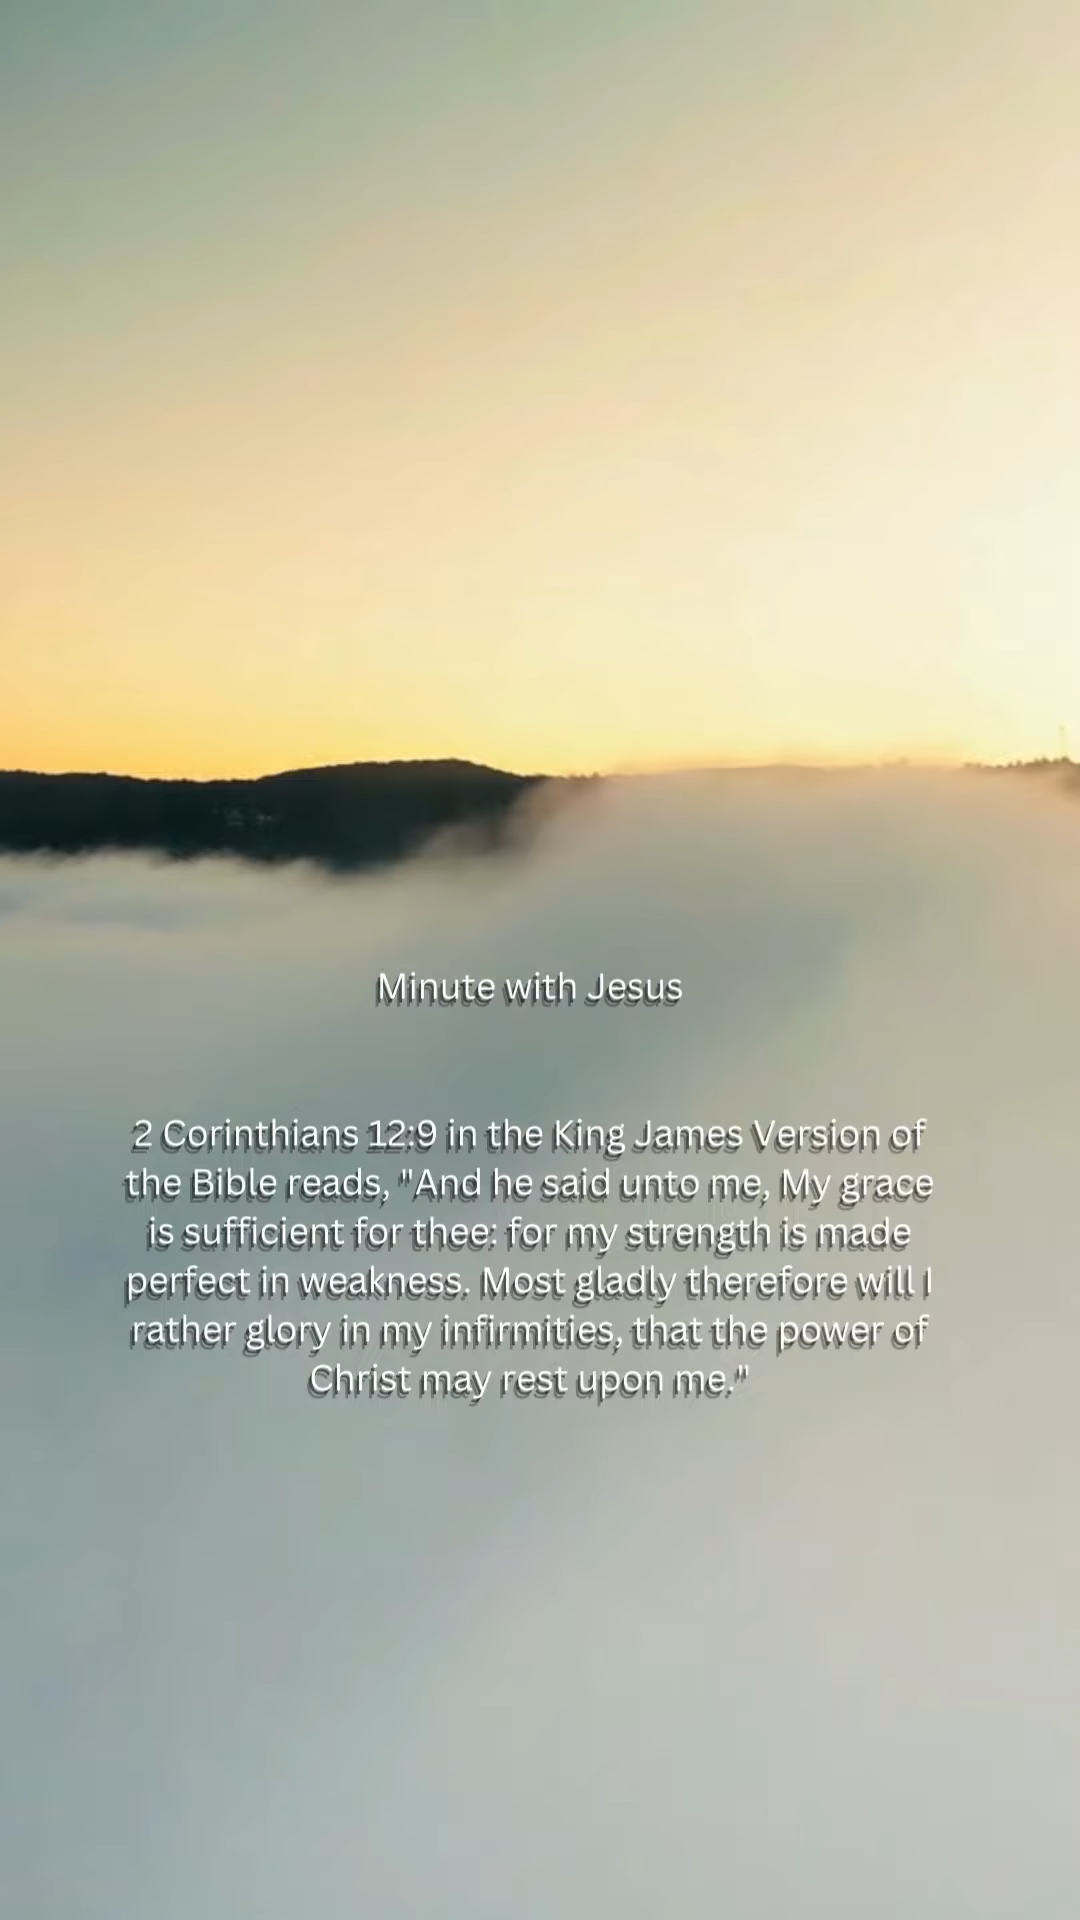 Minute with Jesus
2 Corinthians 12:9 in the King James Version of
the Bible reads, "And he said unto me, My grace
is sufficient for thee: for my strength is made
perfect in weakness. Most gladly therefore will I
rather glory in my infirmities, that the power of
Christ may rest upon me."